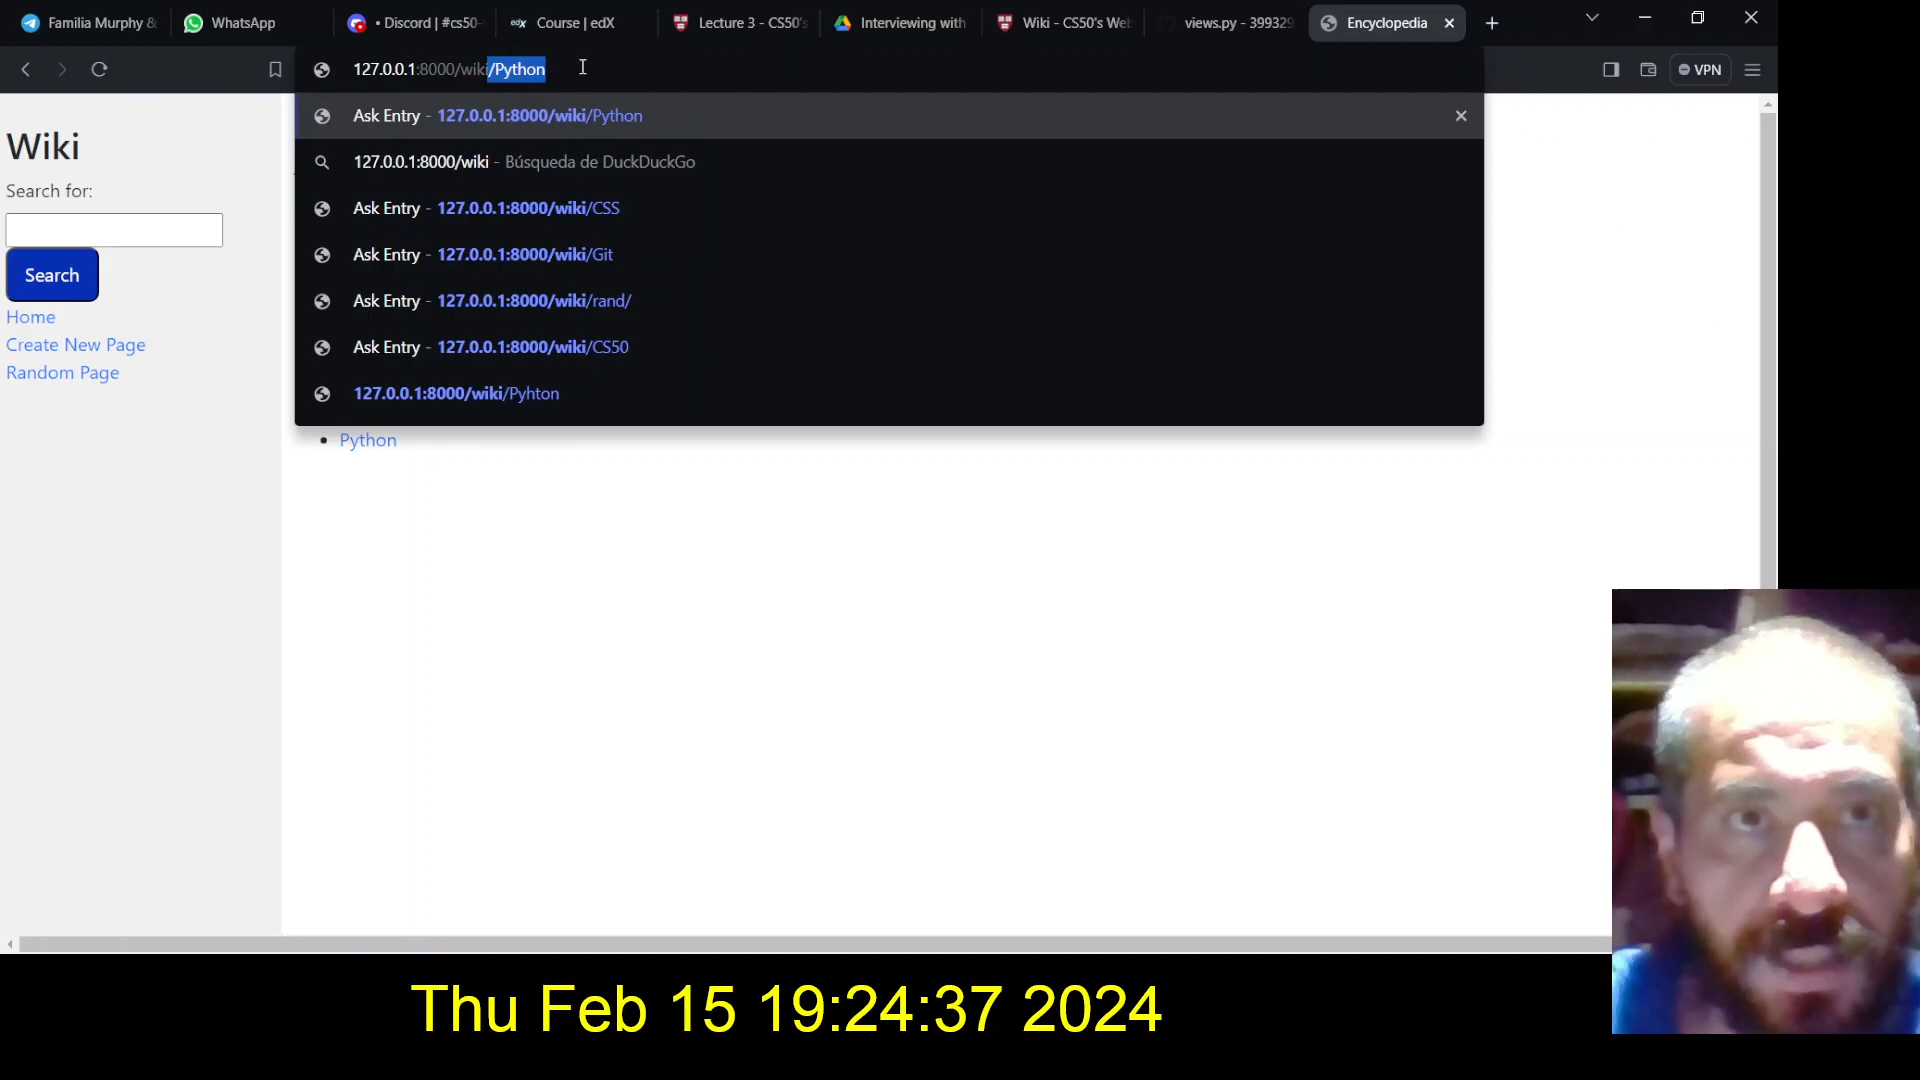 Familia Murphy &
WhatsApp
• Discord | #cs50-
edx Course | edX
Lecture 3 - CS50's
Interviewing with
Wiki - CS50's Web
views.py - 399329
Encyclopedia
127.0.0.1:8000/wiki/Python
VPN
Ask Entry - 127.0.0.1:8000/wiki/Python
127.0.0.1:8000/wiki - Búsqueda de DuckDuckGo
Ask Entry - 127.0.0.1:8000/wiki/CSS
Ask Entry - 127.0.0.1:8000/wiki/Git
Ask Entry - 127.0.0.1:8000/wiki/rand/
Ask Entry - 127.0.0.1:8000/wiki/CS50
127.0.0.1:8000/wiki/Pyhton
Wiki
Search for:
Search
Home
Create New Page
Random Page
• Python
Thu Feb 15 19:24:37 2024